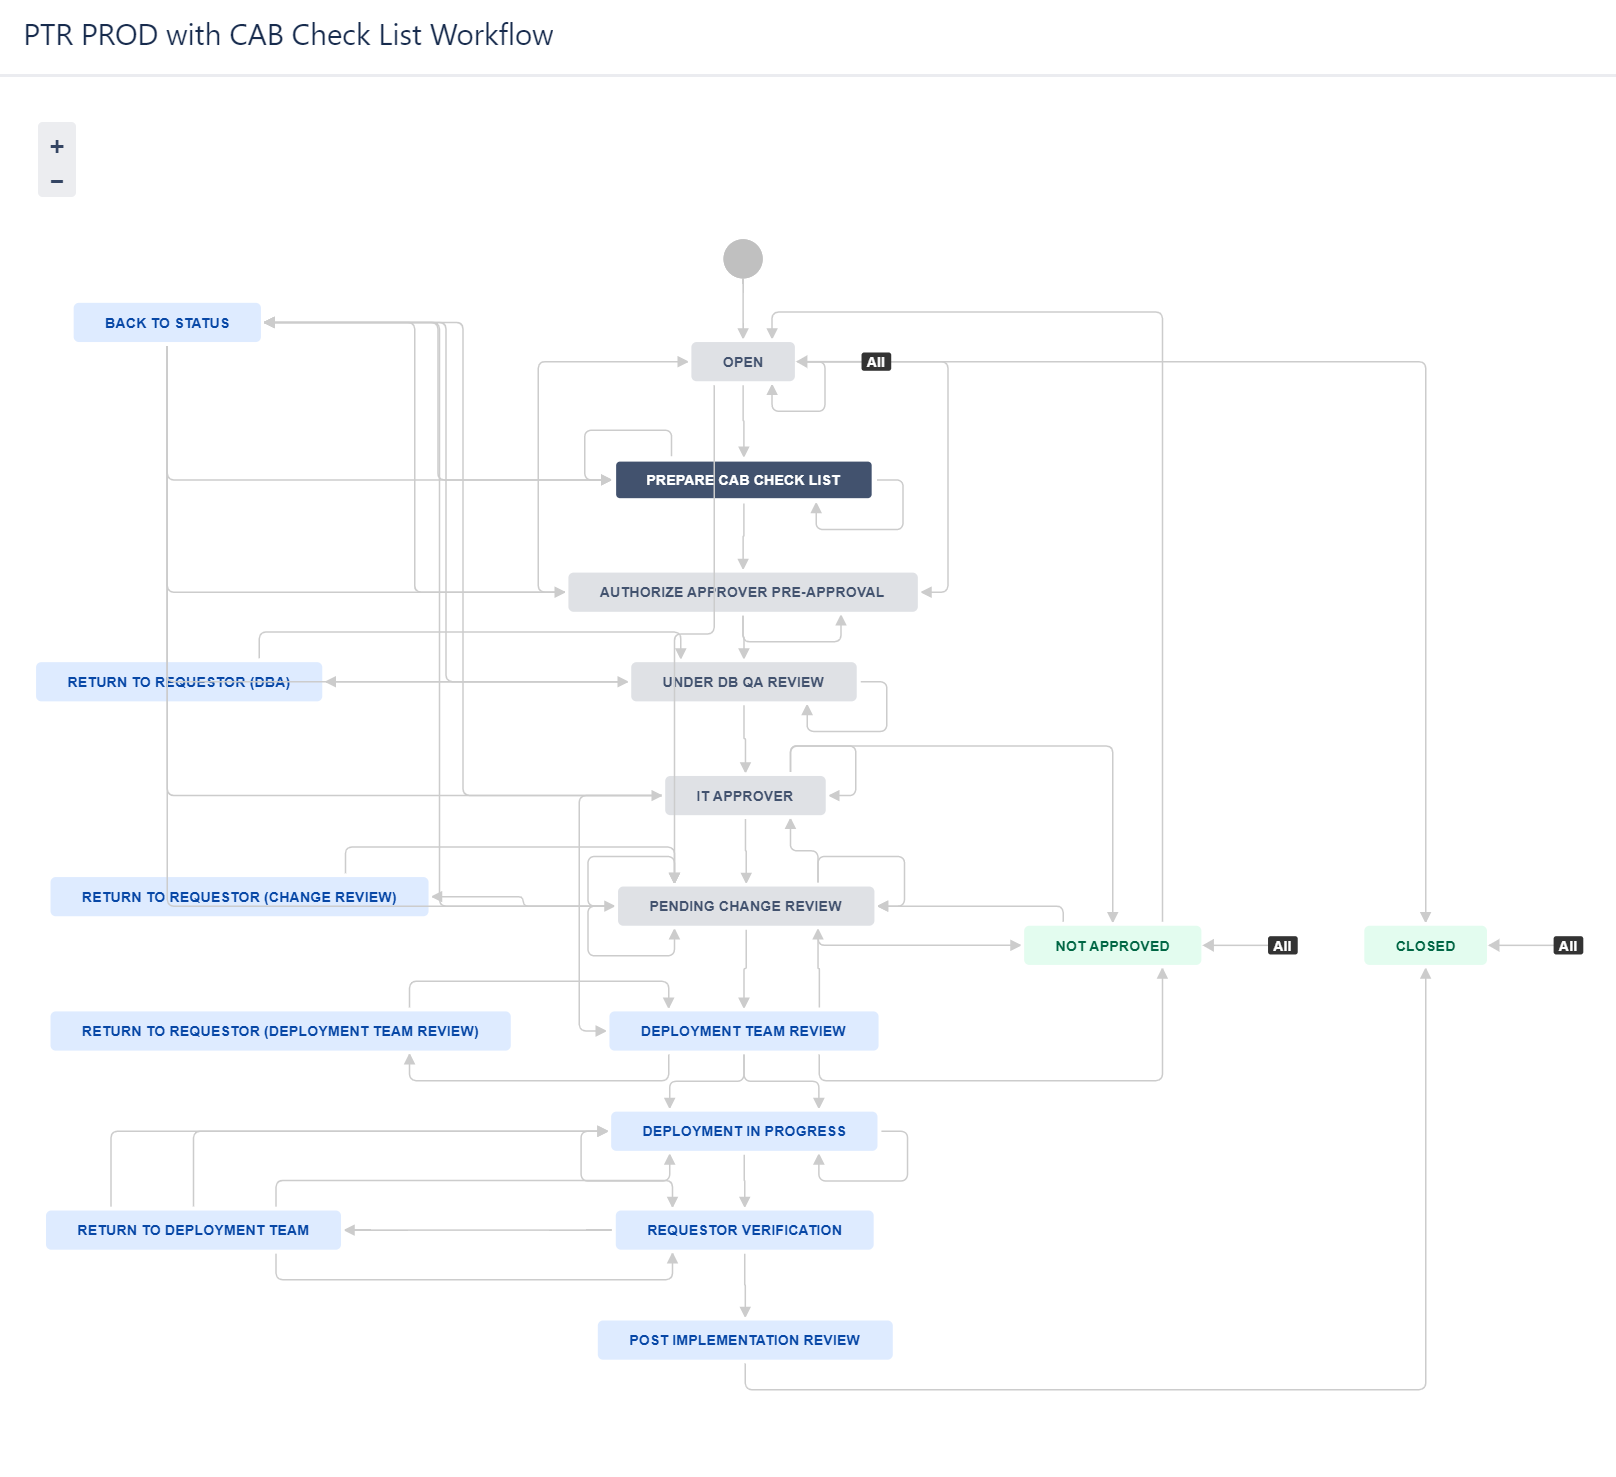 PTR PROD with CAB Check List Workflow
+
−
BACK TO STATUS
OPEN
All
PREPARE CAB CHECK LIST
AUTHORIZE APPROVER PRE-APPROVAL
RETURN TO REQUESTOR (DBA)
UNDER DB QA REVIEW
IT APPROVER
RETURN TO REQUESTOR (CHANGE REVIEW)
PENDING CHANGE REVIEW
NOT APPROVED
All
CLOSED
All
RETURN TO REQUESTOR (DEPLOYMENT TEAM REVIEW)
DEPLOYMENT TEAM REVIEW
DEPLOYMENT IN PROGRESS
RETURN TO DEPLOYMENT TEAM
REQUESTOR VERIFICATION
POST IMPLEMENTATION REVIEW